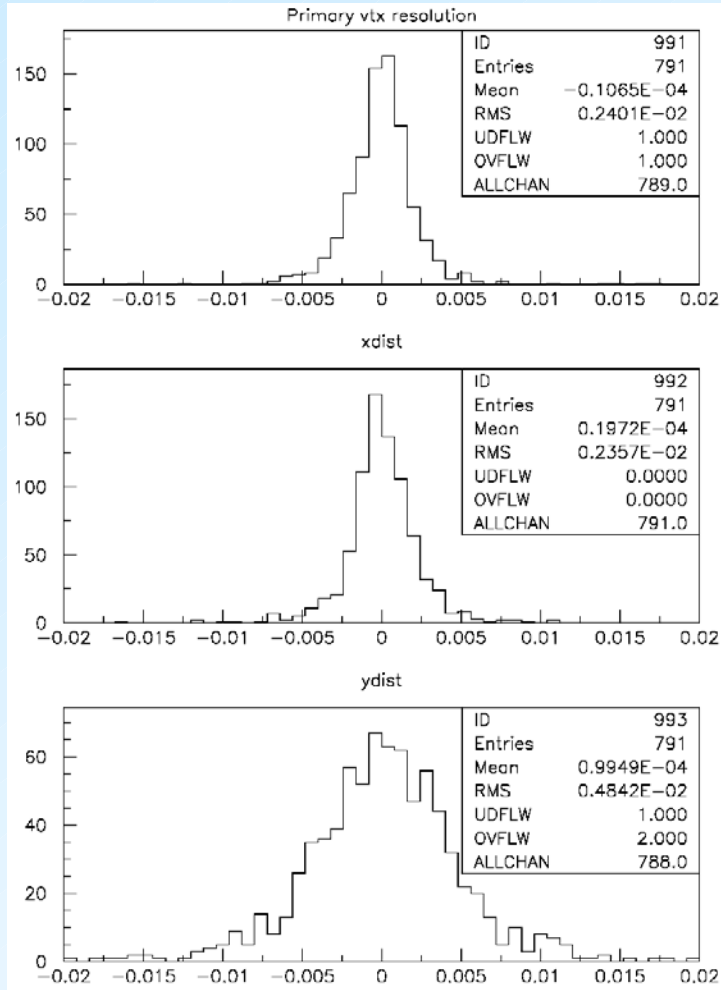 Primary vtx resolution
ID 991
Entries 791
Mean −0.1065E−04
RMS 0.2401E−02
UDFLW 1.000
OVFLW 1.000
ALLCHAN 789.0
150
100
50
0
−0.02 −0.015 −0.01 −0.005 0 0.005 0.01 0.015 0.02
xdist
ID 992
Entries 791
Mean 0.1972E−04
RMS 0.2357E−02
UDFLW 0.0000
OVFLW 0.0000
ALLCHAN 791.0
150
100
50
0
−0.02 −0.015 −0.01 −0.005 0 0.005 0.01 0.015 0.02
ydist
ID 993
Entries 791
Mean 0.9949E−04
RMS 0.4842E−02
UDFLW 1.000
OVFLW 2.000
ALLCHAN 788.0
60
40
20
0
−0.02 −0.015 −0.01 −0.005 0 0.005 0.01 0.015 0.02